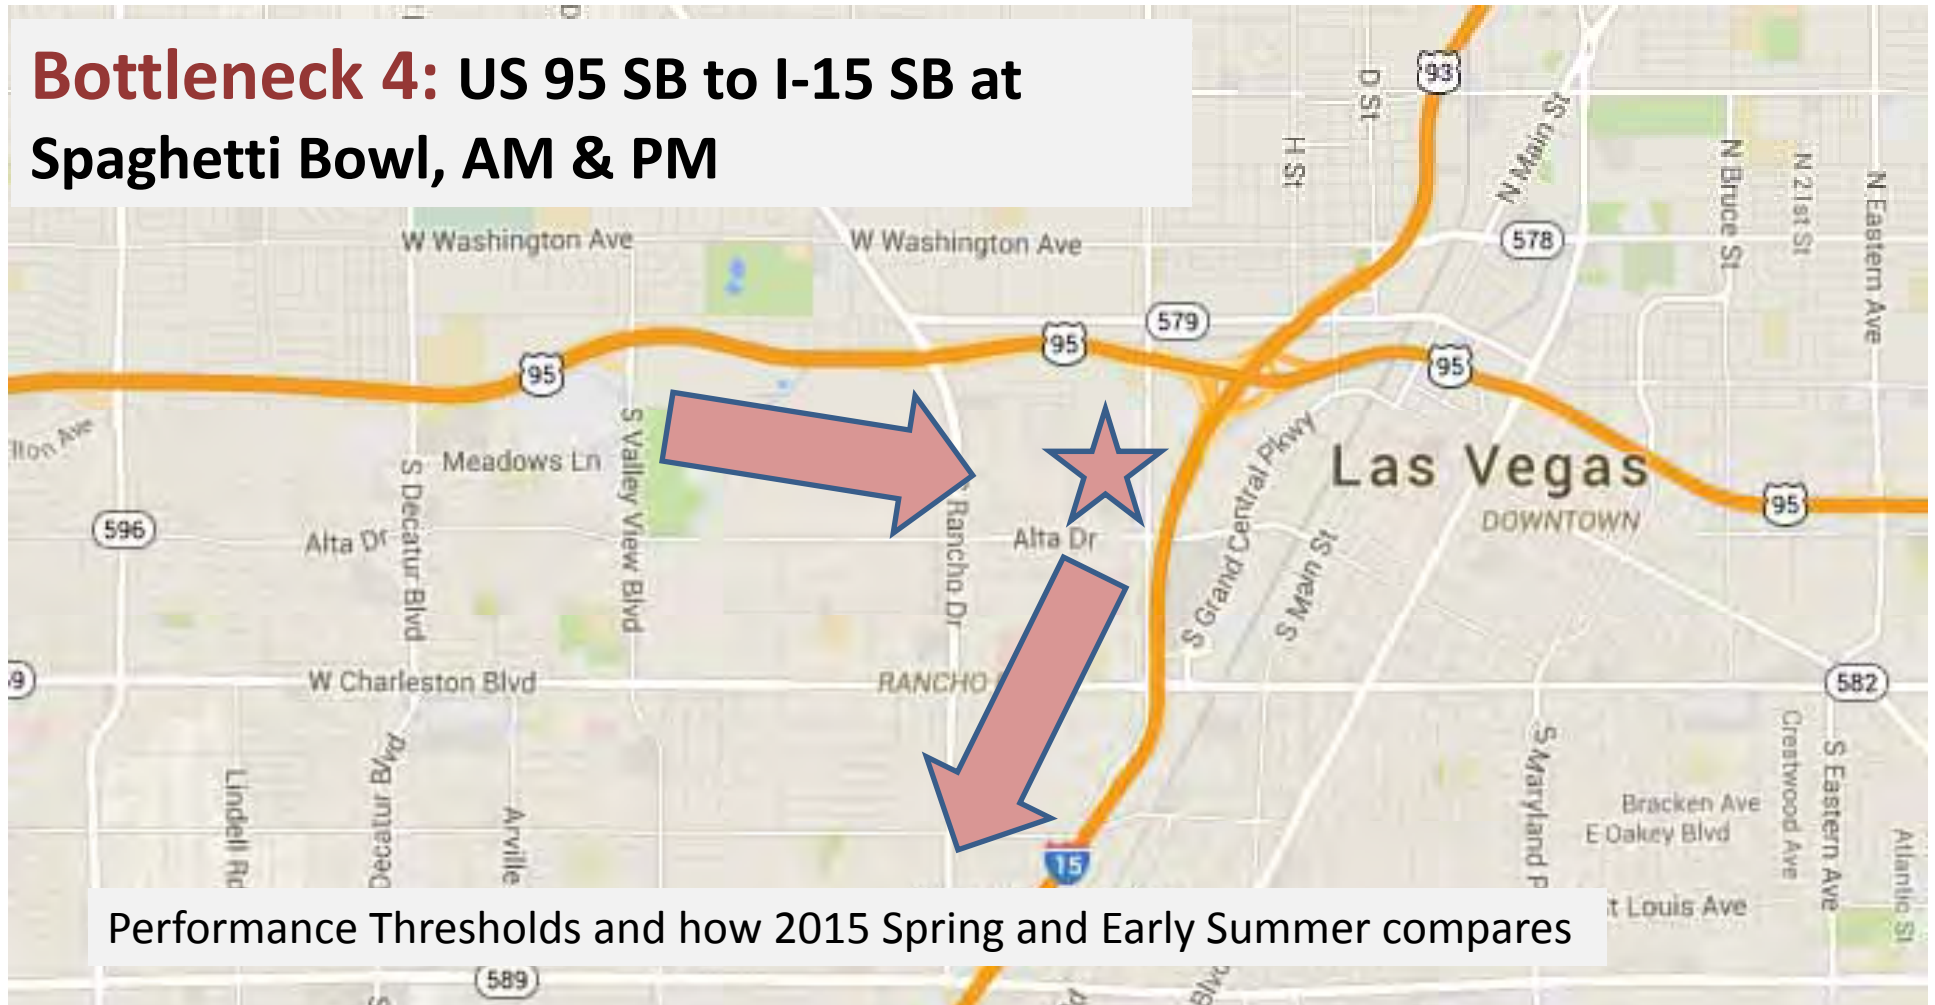 Bottleneck 4: US 95 SB to I-15 SB at
Spaghetti Bowl, AM & PM
93
D St
H St
N Main St
N Bruce St
N 21st St
N Eastern Ave
W Washington Ave
W Washington Ave
578
579
95
95
95
Meadows Ln
S Valley View Blvd
S Decatur Blvd
Las Vegas
DOWNTOWN
95
596
Alta Dr
Alta Dr
Rancho Dr
S Grand Central Pkwy
S Main St
W Charleston Blvd
RANCHO
582
Lindell Rd
Decatur Blvd
Arville
S Maryland P
Crestwood Ave
S Eastern Ave
Bracken Ave
E Oakey Blvd
Atlantic St
15
t Louis Ave
Performance Thresholds and how 2015 Spring and Early Summer compares
589